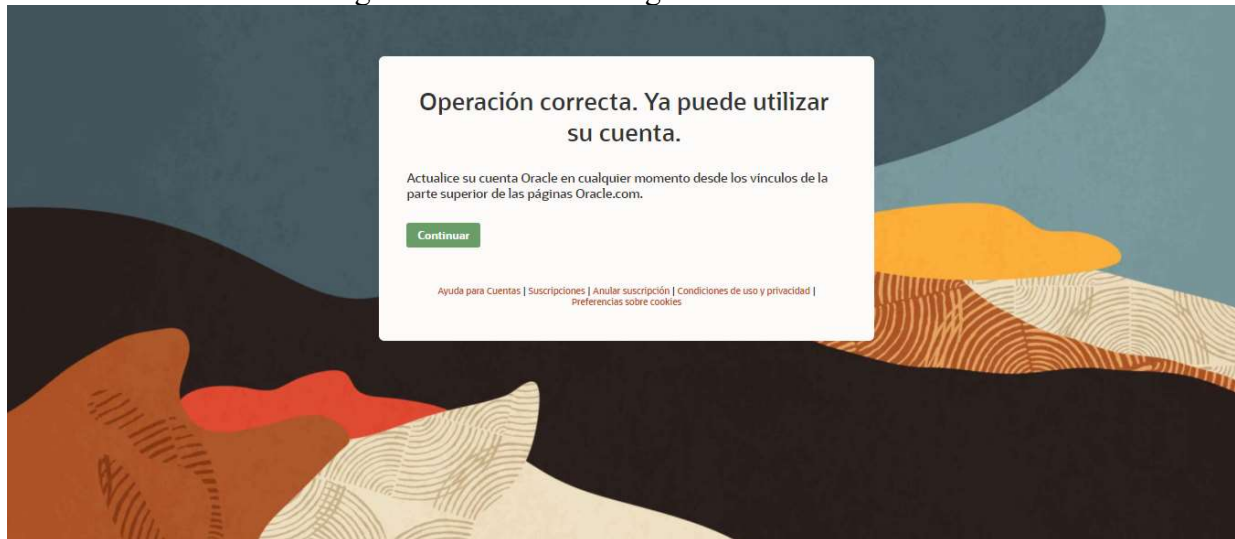 Operación correcta. Ya puede utilizar
su cuenta.
Actualice su cuenta Oracle en cualquier momento desde los vínculos de la
parte superior de las páginas Oracle.com.
Continuar
Ayuda para Cuentas | Suscripciones | Anular suscripción | Condiciones de uso y privacidad |
Preferencias sobre cookies